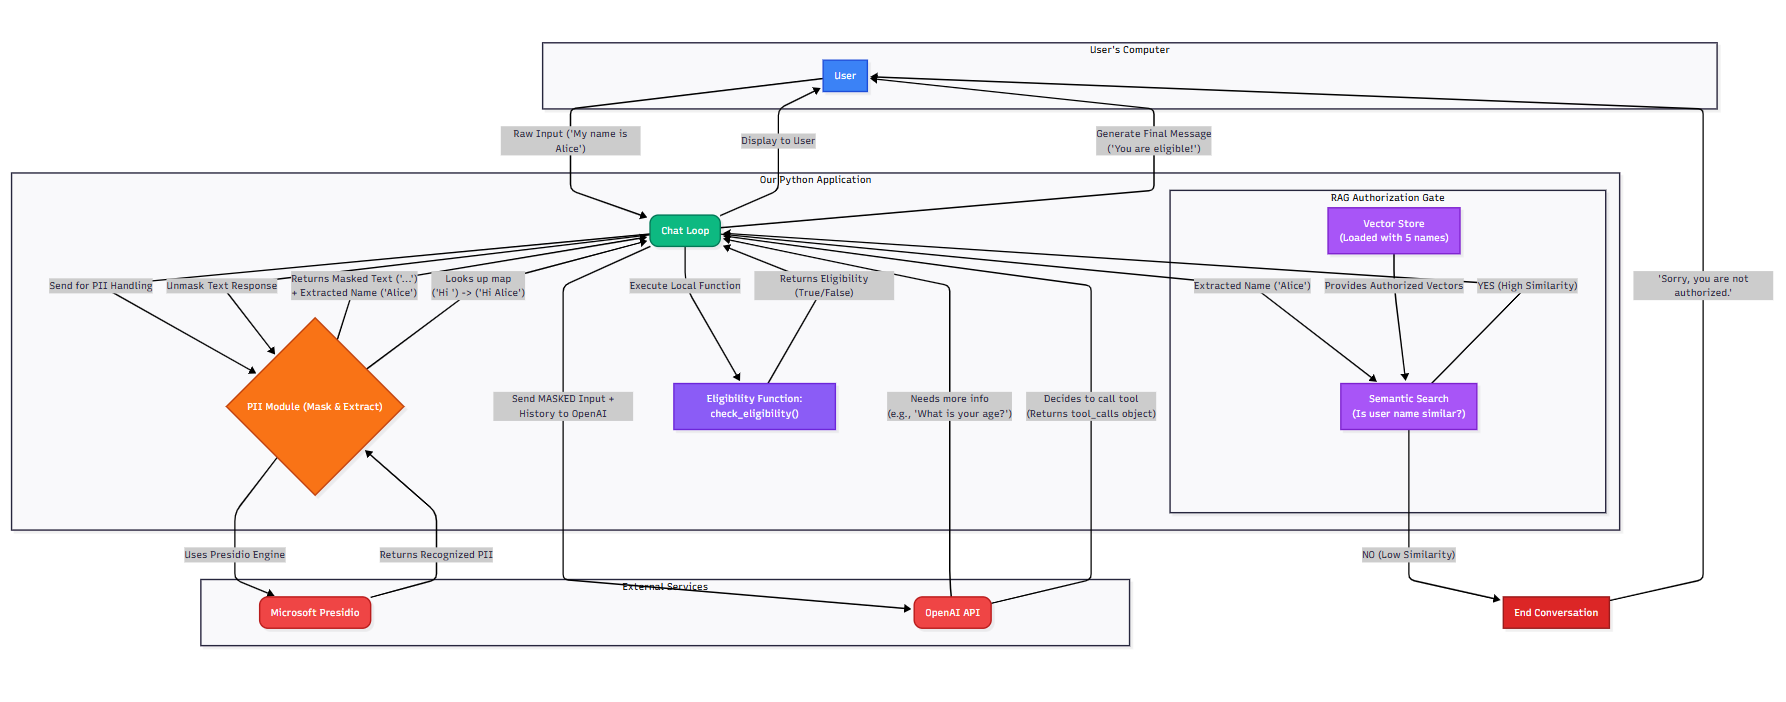 User's Computer
User
Raw Input ('My name is
Alice')
Display to User
Generate Final Message
('You are eligible!')
Our Python Application
RAG Authorization Gate
Chat Loop
Vector Store
(Loaded with 5 names)
Send for PII Handling
Unmask Text Response
Returns Masked Text ('...')
+ Extracted Name ('Alice')
Looks up map
('Hi ') -> ('Hi Alice')
Execute Local Function
Returns Eligibility
(True/False)
Extracted Name ('Alice')
Provides Authorized Vectors
YES (High Similarity)
'Sorry, you are not
authorized.'
PII Module (Mask & Extract)
Send MASKED Input +
History to OpenAI
Eligibility Function:
check_eligibility()
Needs more info
(e.g., 'What is your age?')
Decides to call tool
(Returns tool_calls object)
Semantic Search
(Is user name similar?)
Uses Presidio Engine
Returns Recognized PII
NO (Low Similarity)
External Services
Microsoft Presidio
OpenAI API
End Conversation